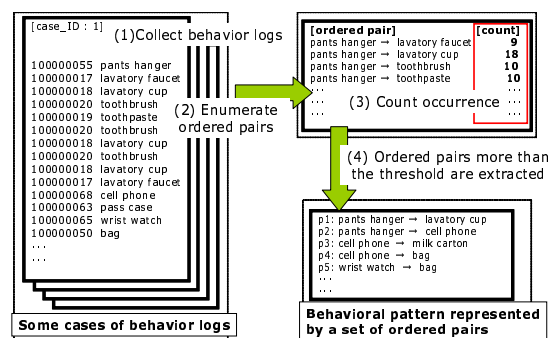 [case_ID : 1]
(1)Collect behavior logs
100000055 pants hanger
100000017 lavatory faucet
100000018 lavatory cup
100000020 toothbrush
100000019 toothpaste
100000020 toothbrush
100000018 lavatory cup
100000020 toothbrush
100000018 lavatory cup
100000017 lavatory faucet
100000068 cell phone
100000063 pass case
100000065 wrist watch
100000050 bag
...
...
Some cases of behavior logs
(2) Enumerate
ordered pairs
[ordered pair] [count]
pants hanger → lavatory faucet 9
pants hanger → lavatory cup 18
pants hanger → toothbrush 10
pants hanger → toothpaste 10
... ...
... ...
... ...
(3) Count occurrence
(4) Ordered pairs more than
the threshold are extracted
p1: pants hanger → lavatory cup
p2: pants hanger → cell phone
p3: cell phone → milk carton
p4: cell phone → bag
p5: wrist watch → bag
...
...
Behavioral pattern represented
by a set of ordered pairs